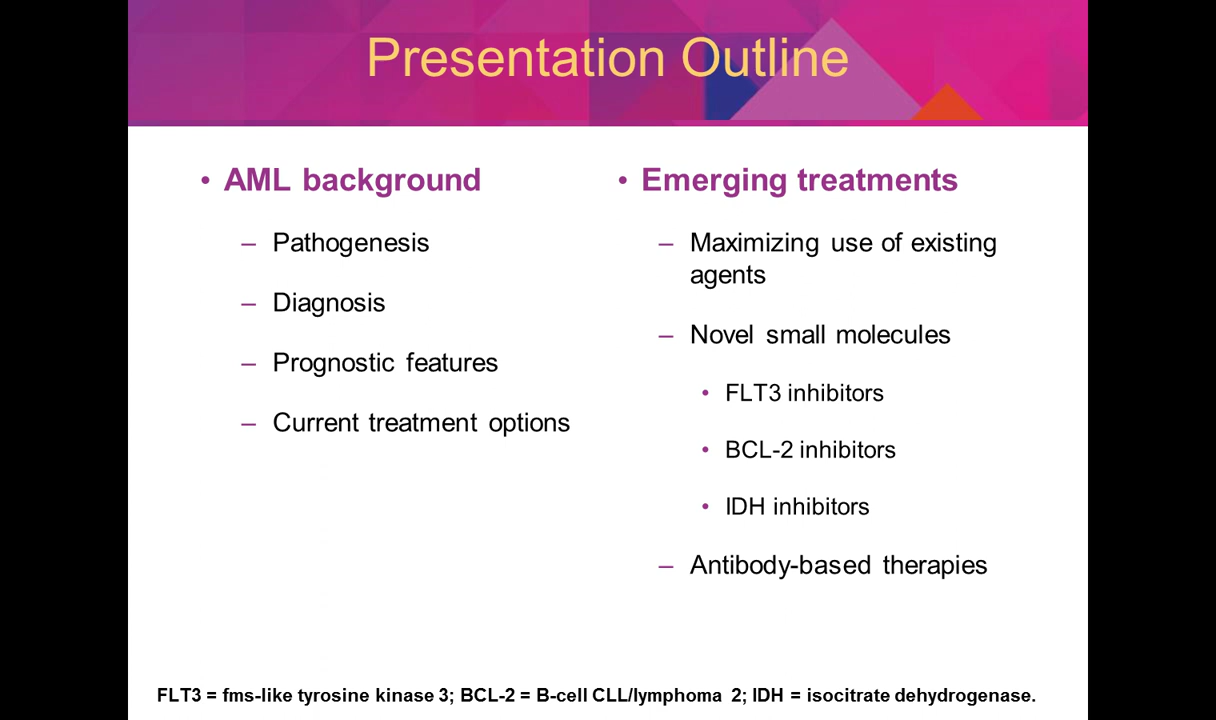 Presentation Outline
• AML background
– Pathogenesis
– Diagnosis
– Prognostic features
– Current treatment options
• Emerging treatments
– Maximizing use of existing
agents
– Novel small molecules
• FLT3 inhibitors
• BCL-2 inhibitors
• IDH inhibitors
– Antibody-based therapies
FLT3 = fms-like tyrosine kinase 3; BCL-2 = B-cell CLL/lymphoma 2; IDH = isocitrate dehydrogenase.